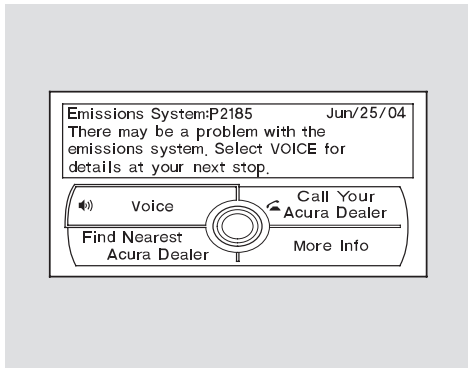 Emissions System:P2185 Jun/25/04
There may be a problem with the
emissions system. Select VOICE for
details at your next stop.
Voice
Call Your
Acura Dealer
Find Nearest
Acura Dealer
More Info